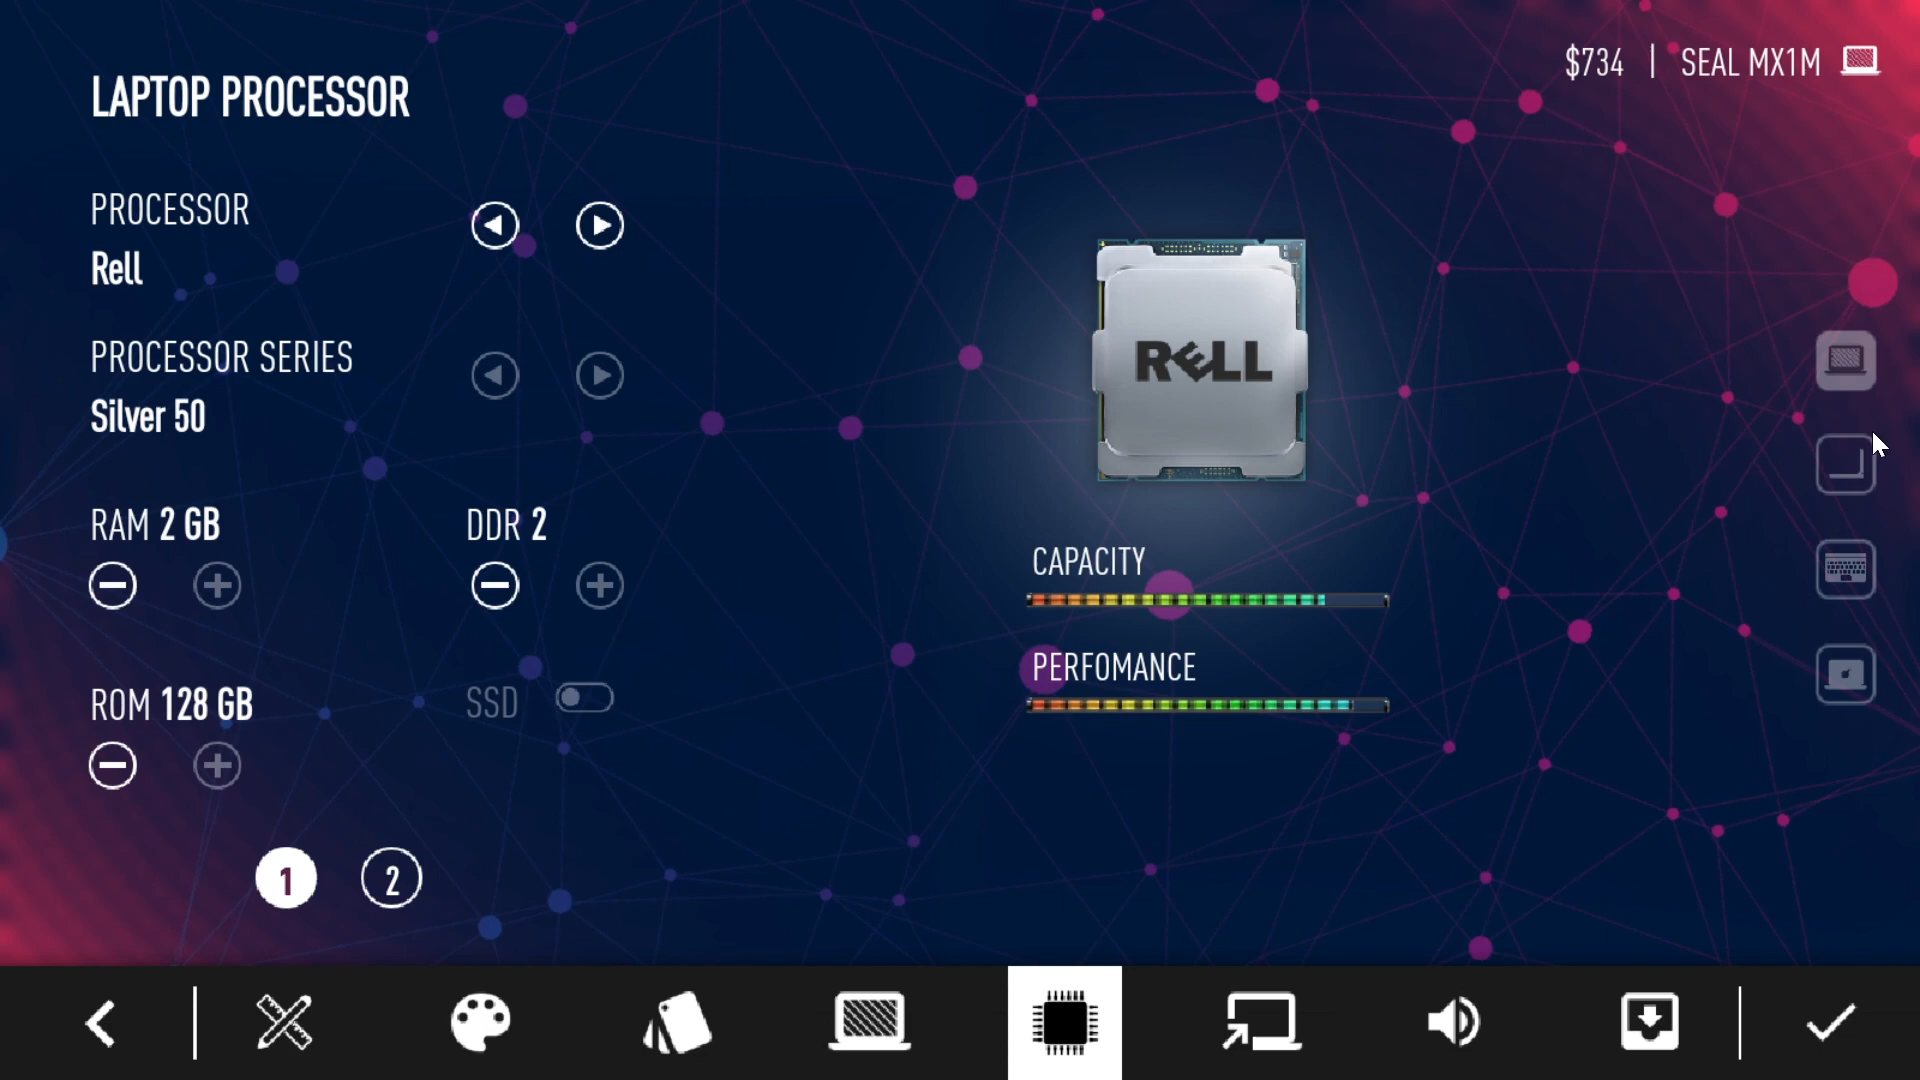 LAPTOP PROCESSOR
$734 | SEAL MX1M
PROCESSOR
Rell
PROCESSOR SERIES
Silver 50
RELL
RAM 2 GB
DDR 2
CAPACITY
PERFOMANCE
ROM 128 GB
SSD
1
2